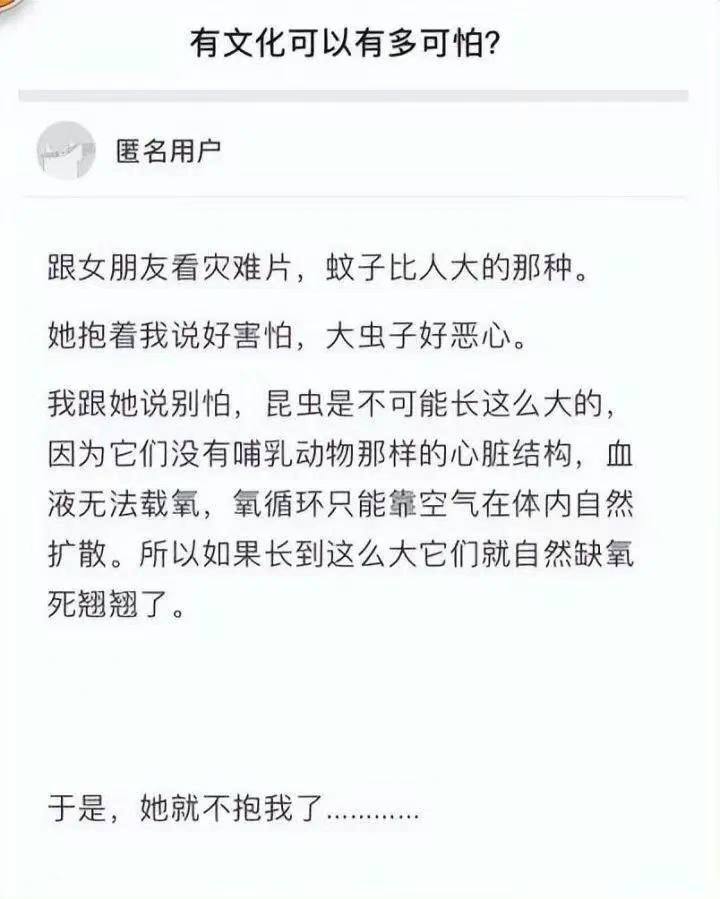 有文化可以有多可怕?
匿名用户
跟女朋友看灾难片，蚊子比人大的那种。
她抱着我说好害怕，大虫子好恶心。
我跟她说别怕，昆虫是不可能长这么大的，
因为它们没有哺乳动物那样的心脏结构，血
液无法载氧，氧循环只能靠空气在体内自然
扩散。所以如果长到这么大它们就自然缺氧
死翘翘了。
于是，她就不抱我了…………